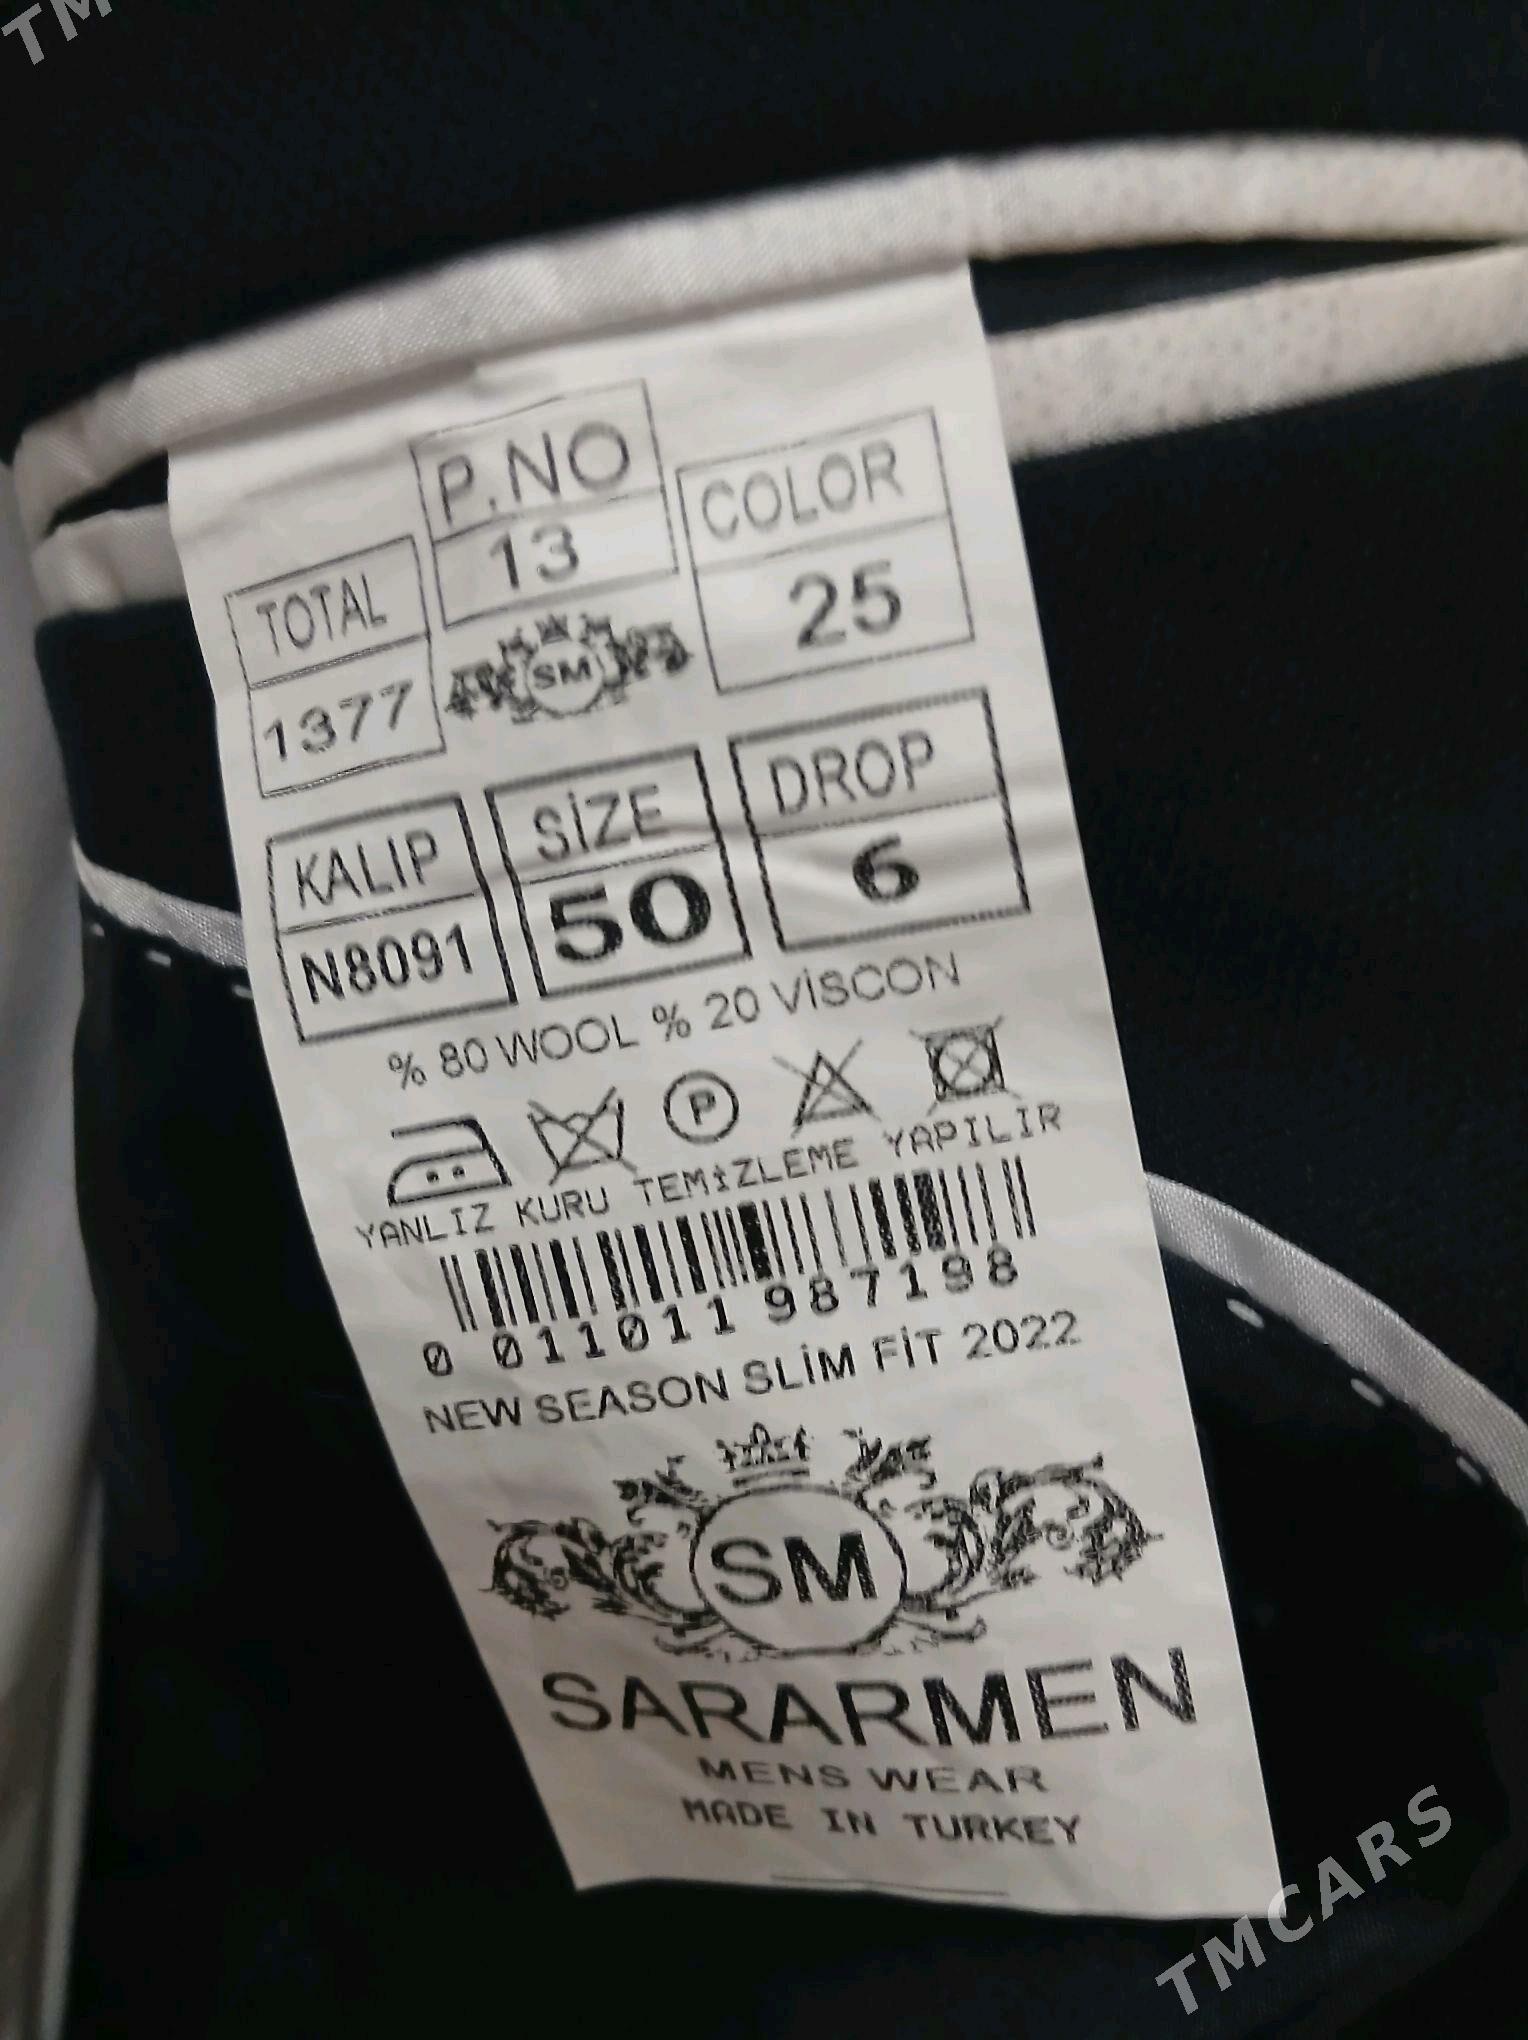 TM
P.NO
13
COLOR
25
TOTAL
1377
SM
KALIP
N8091
SİZE
50
DROP
6
% 80 WOOL % 20 VİSCON
P
YANLIZ KURU TEMİZLEME YAPILIR
0 011011 987198
NEW SEASON SLİM FİT 2022
SM
SARARMEN
MENS WEAR
MADE IN TURKEY
TMCARS